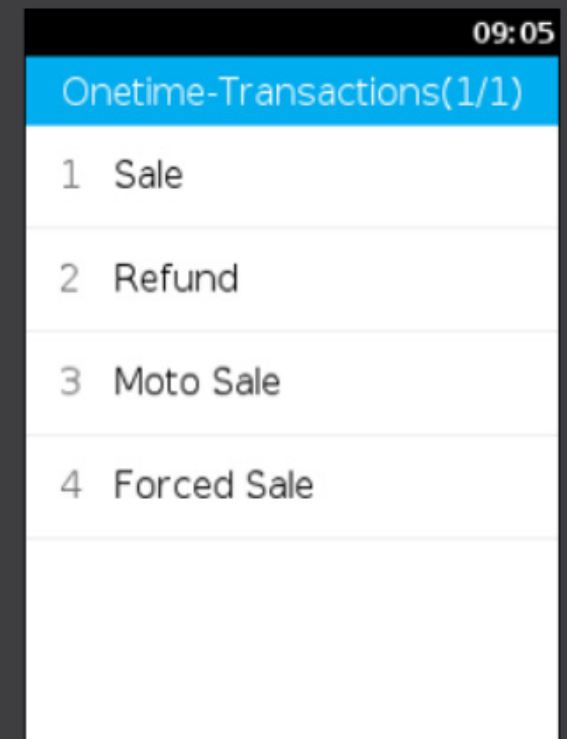 09:05
Onetime-Transactions(1/1)
1 Sale
2 Refund
3 Moto Sale
4 Forced Sale